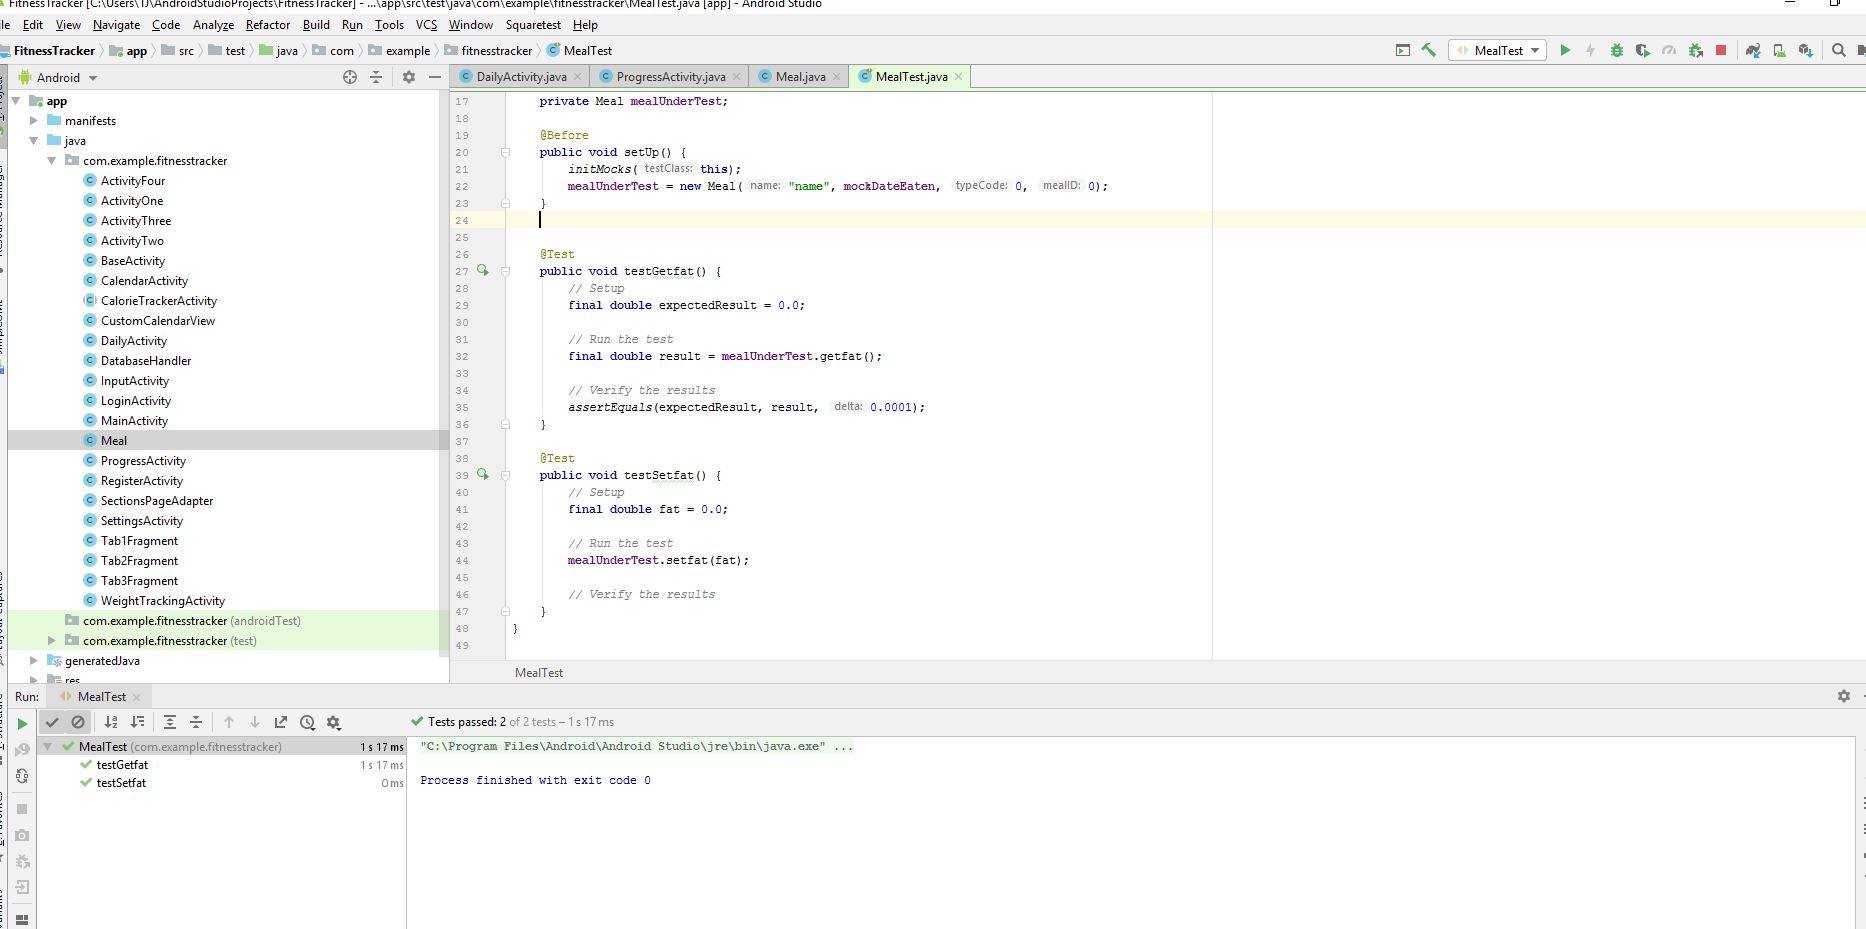 FitnessTracker [C:\Users\TJ\AndroidStudioProjects\FitnessTracker] - ...\app\src\test\java\com\example\fitnesstracker\MealTest.java [app] - Android Studio
Edit View Navigate Code Analyze Refactor Build Run Tools VCS Window Squaretest Help
FitnessTracker app src test java com example fitnesstracker MealTest
MealTest
Android
DailyActivity.java ProgressActivity.java Meal.java MealTest.java
app
manifests
java
com.example.fitnesstracker
ActivityFour
ActivityOne
ActivityThree
ActivityTwo
BaseActivity
CalendarActivity
CalorieTrackerActivity
CustomCalendarView
DailyActivity
DatabaseHandler
InputActivity
LoginActivity
MainActivity
Meal
ProgressActivity
RegisterActivity
SectionsPageAdapter
SettingsActivity
Tab1Fragment
Tab2Fragment
Tab3Fragment
WeightTrackingActivity
com.example.fitnesstracker (androidTest)
com.example.fitnesstracker (test)
generatedJava
res
17 private Meal mealUnderTest;
18
19 @Before
20 public void setUp() {
21 initMocks( testClass: this);
22 mealUnderTest = new Meal( name: "name", mockDateEaten, typeCode: 0, mealID: 0);
23 }
24
25
26 @Test
27 public void testGetfat() {
28 // Setup
29 final double expectedResult = 0.0;
30
31 // Run the test
32 final double result = mealUnderTest.getfat();
33
34 // Verify the results
35 assertEquals(expectedResult, result, delta: 0.0001);
36 }
37
38 @Test
39 public void testSetfat() {
40 // Setup
41 final double fat = 0.0;
42
43 // Run the test
44 mealUnderTest.setfat(fat);
45
46 // Verify the results
47 }
48 }
49
MealTest
Run: MealTest
Tests passed: 2 of 2 tests – 1 s 17 ms
MealTest (com.example.fitnesstracker) 1 s 17 ms
testGetfat 1 s 17 ms
testSetfat 0 ms
"C:\Program Files\Android\Android Studio\jre\bin\java.exe" ...
Process finished with exit code 0